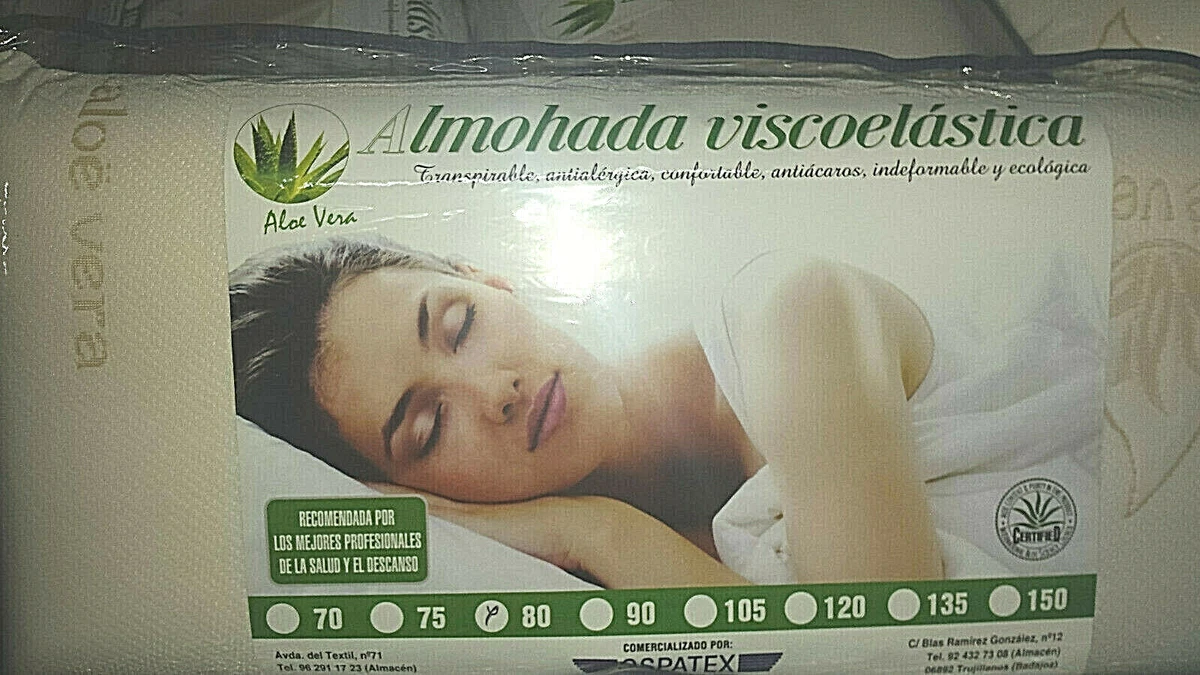 aloe vera
Aloe Vera
Almohada viscoelástica
Transpirable, antialérgica, confortable, antiácaros, indeformable y ecológica
RECOMENDADA POR
LOS MEJORES PROFESIONALES
DE LA SALUD Y EL DESCANSO
CERTIFIED
70 75 80 90 105 120 135 150
Avda. del Textil, nº71
Tel. 96 291 17 23 (Almacén)
COMERCIALIZADO POR:
OSPATEX
C/ Blas Ramírez González, nº12
Tel. 92 432 73 08 (Almacén)
06892 Trujillanos (Badajoz)